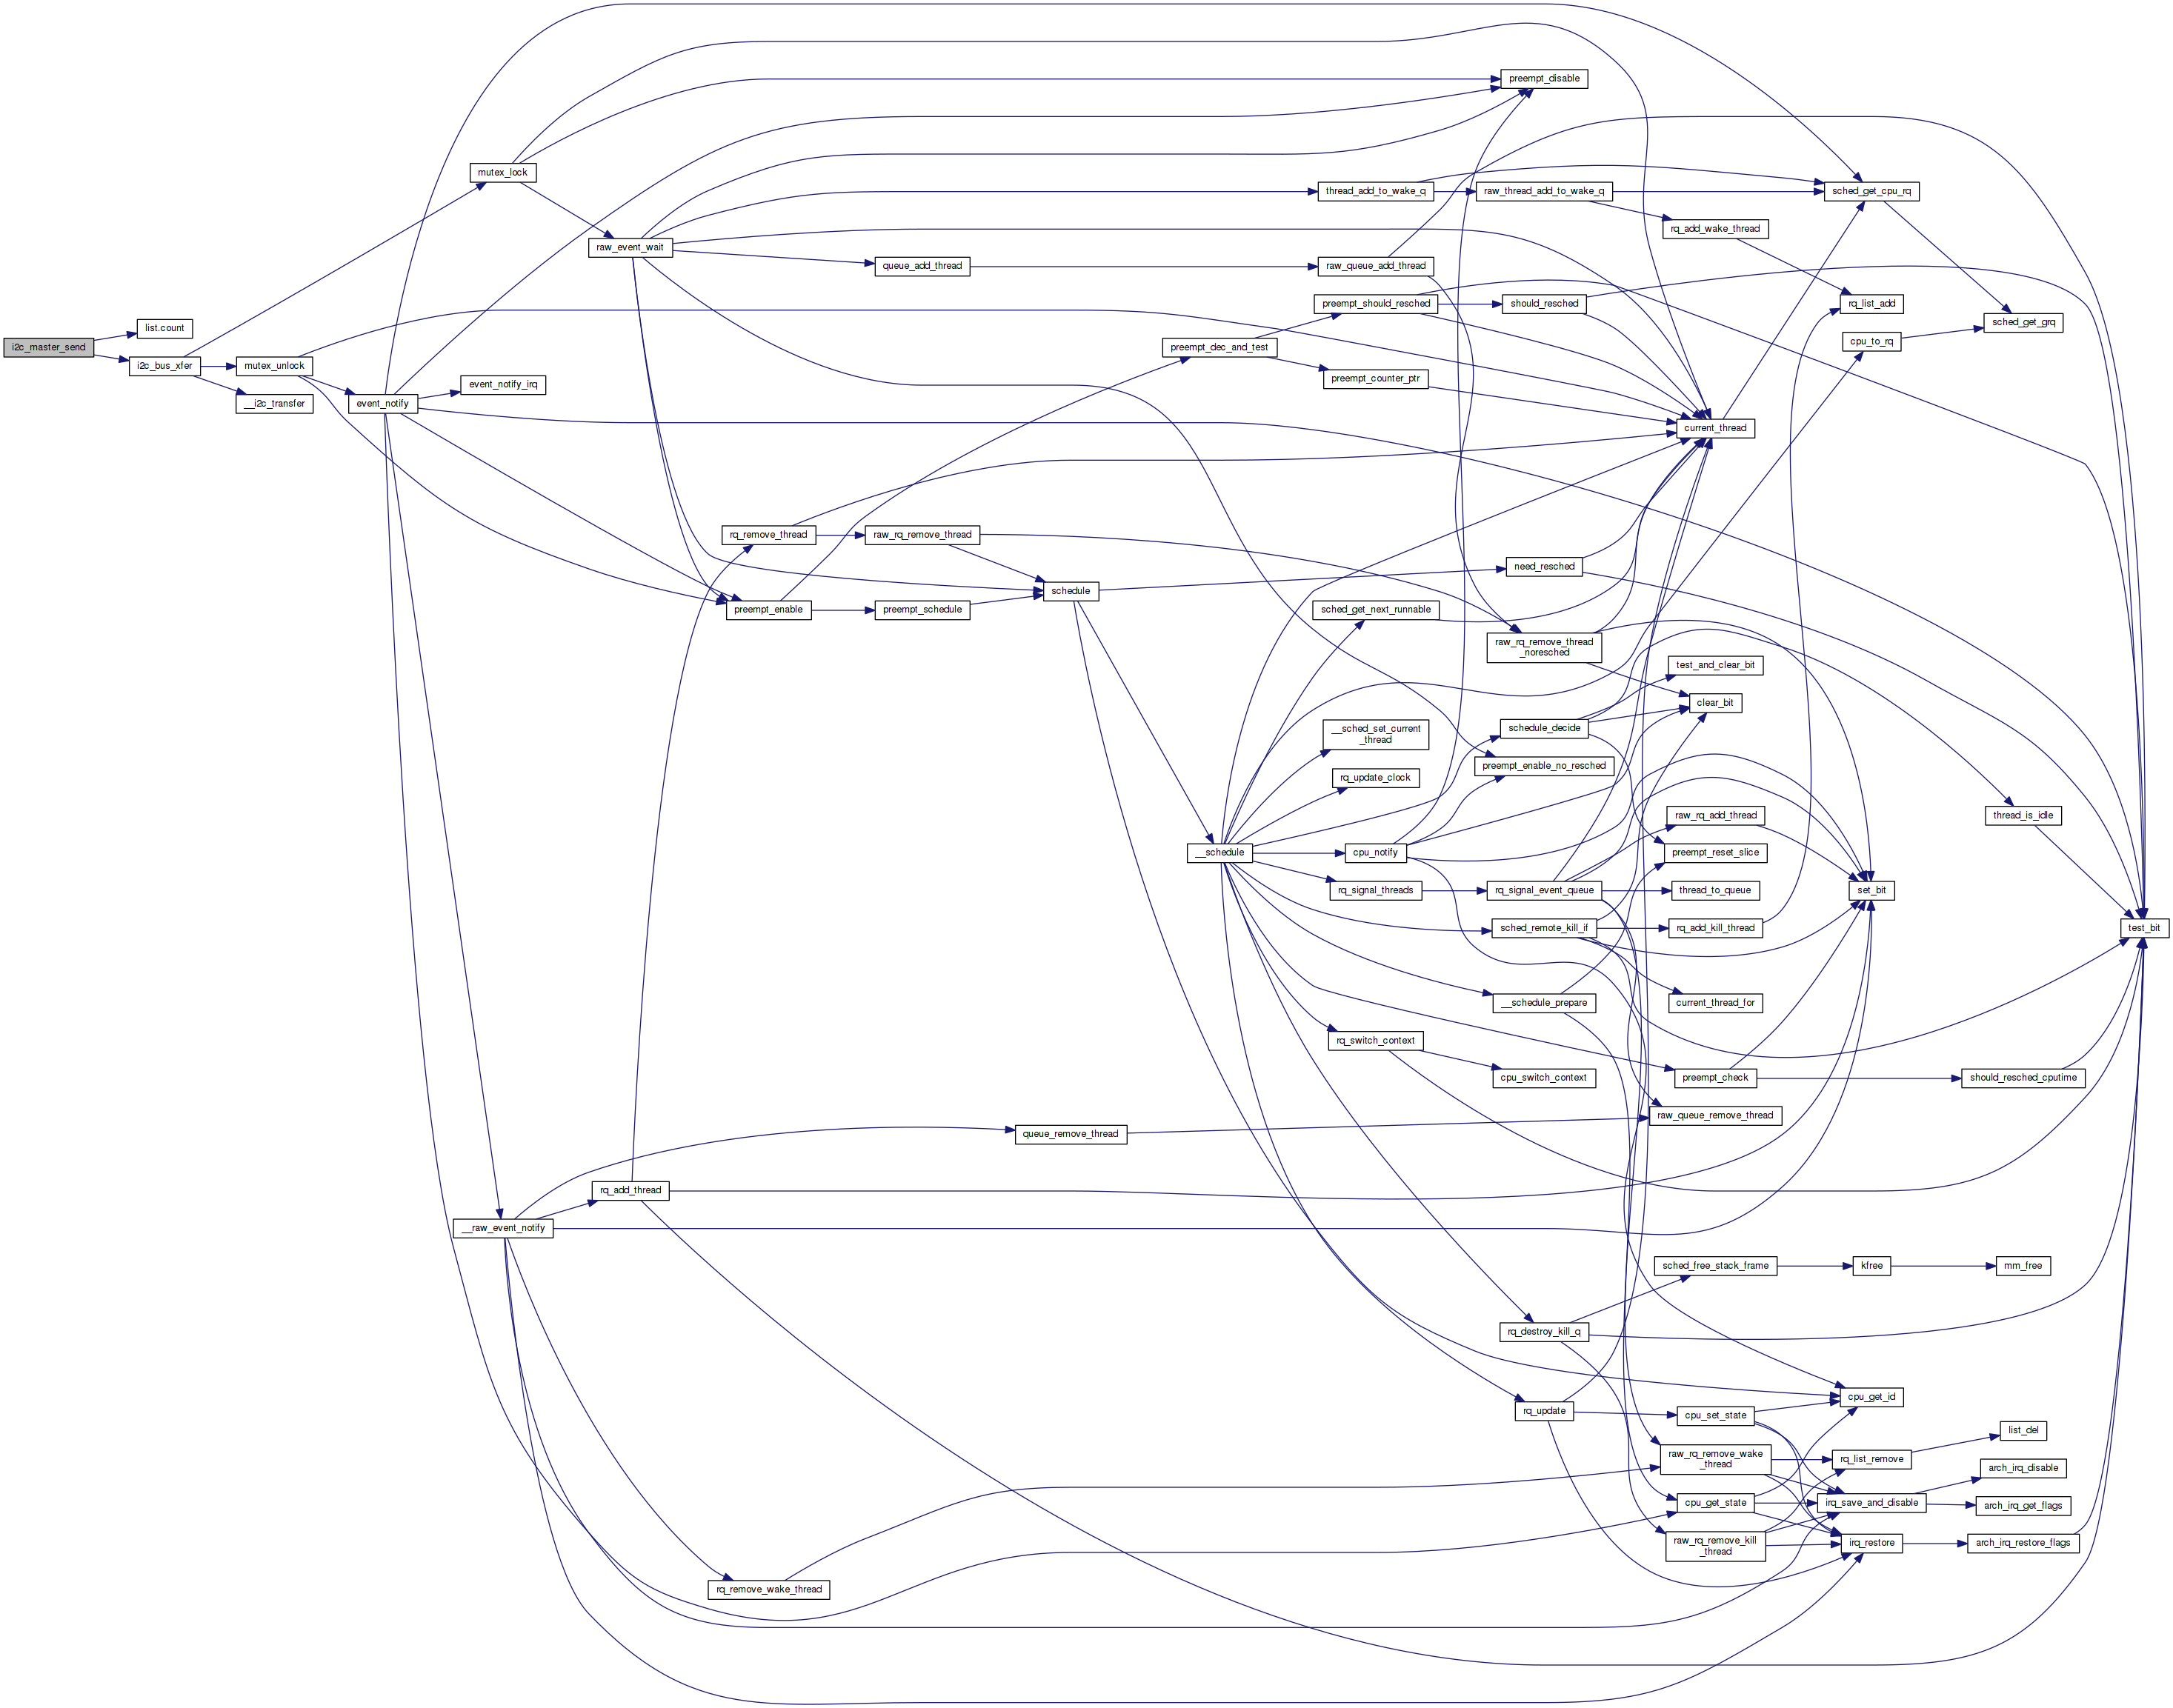 i2c_master_send
list.count
i2c_bus_xfer
mutex_lock
mutex_unlock
__i2c_transfer
event_notify
event_notify_irq
raw_event_wait
preempt_disable
thread_add_to_wake_q
raw_thread_add_to_wake_q
sched_get_cpu_rq
rq_add_wake_thread
queue_add_thread
raw_queue_add_thread
preempt_should_resched
should_resched
rq_list_add
sched_get_grq
cpu_to_rq
preempt_dec_and_test
preempt_counter_ptr
current_thread
rq_remove_thread
raw_rq_remove_thread
need_resched
schedule
preempt_enable
preempt_schedule
sched_get_next_runnable
raw_rq_remove_thread
_noresched
test_and_clear_bit
clear_bit
__sched_set_current
_thread
schedule_decide
preempt_enable_no_resched
rq_update_clock
raw_rq_add_thread
thread_is_idle
__schedule
cpu_notify
preempt_reset_slice
rq_signal_threads
rq_signal_event_queue
thread_to_queue
set_bit
sched_remote_kill_if
rq_add_kill_thread
test_bit
__schedule_prepare
current_thread_for
rq_switch_context
cpu_switch_context
preempt_check
should_resched_cputime
raw_queue_remove_thread
queue_remove_thread
rq_add_thread
__raw_event_notify
sched_free_stack_frame
kfree
mm_free
rq_destroy_kill_q
cpu_get_id
rq_update
cpu_set_state
list_del
raw_rq_remove_wake
_thread
rq_list_remove
arch_irq_disable
cpu_get_state
irq_save_and_disable
arch_irq_get_flags
raw_rq_remove_kill
_thread
irq_restore
arch_irq_restore_flags
rq_remove_wake_thread